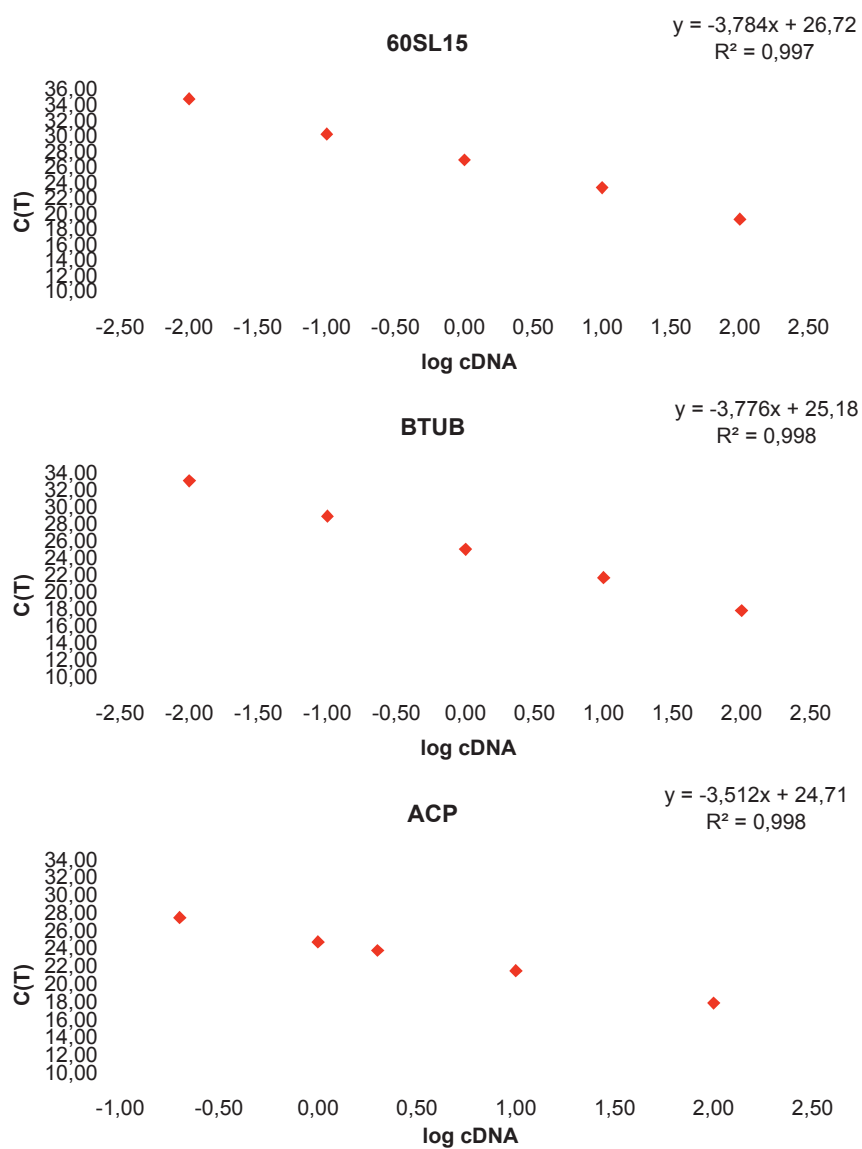 60SL15
y = -3,784x + 26,72
R² = 0,997
36,00
34,00
32,00
30,00
28,00
26,00
24,00
22,00
20,00
18,00
16,00
14,00
12,00
10,00
C(T)
-2,50 -2,00 -1,50 -1,00 -0,50 0,00 0,50 1,00 1,50 2,00 2,50
log cDNA
BTUB
y = -3,776x + 25,18
R² = 0,998
34,00
32,00
30,00
28,00
26,00
24,00
22,00
20,00
18,00
16,00
14,00
12,00
10,00
C(T)
-2,50 -2,00 -1,50 -1,00 -0,50 0,00 0,50 1,00 1,50 2,00 2,50
log cDNA
ACP
y = -3,512x + 24,71
R² = 0,998
34,00
32,00
30,00
28,00
26,00
24,00
22,00
20,00
18,00
16,00
14,00
12,00
10,00
C(T)
-1,00 -0,50 0,00 0,50 1,00 1,50 2,00 2,50
log cDNA